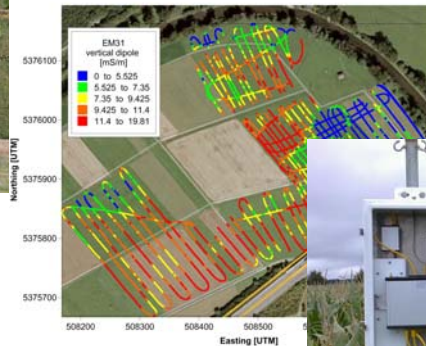 5376100
5376000
5375900
5375800
5375700
Northing [UTM]
EM31
vertical dipole
[mS/m]
0 to 5.525
5.525 to 7.35
7.35 to 9.425
9.425 to 11.4
11.4 to 19.81
508200
508300
508400
508500
Easting [UTM]